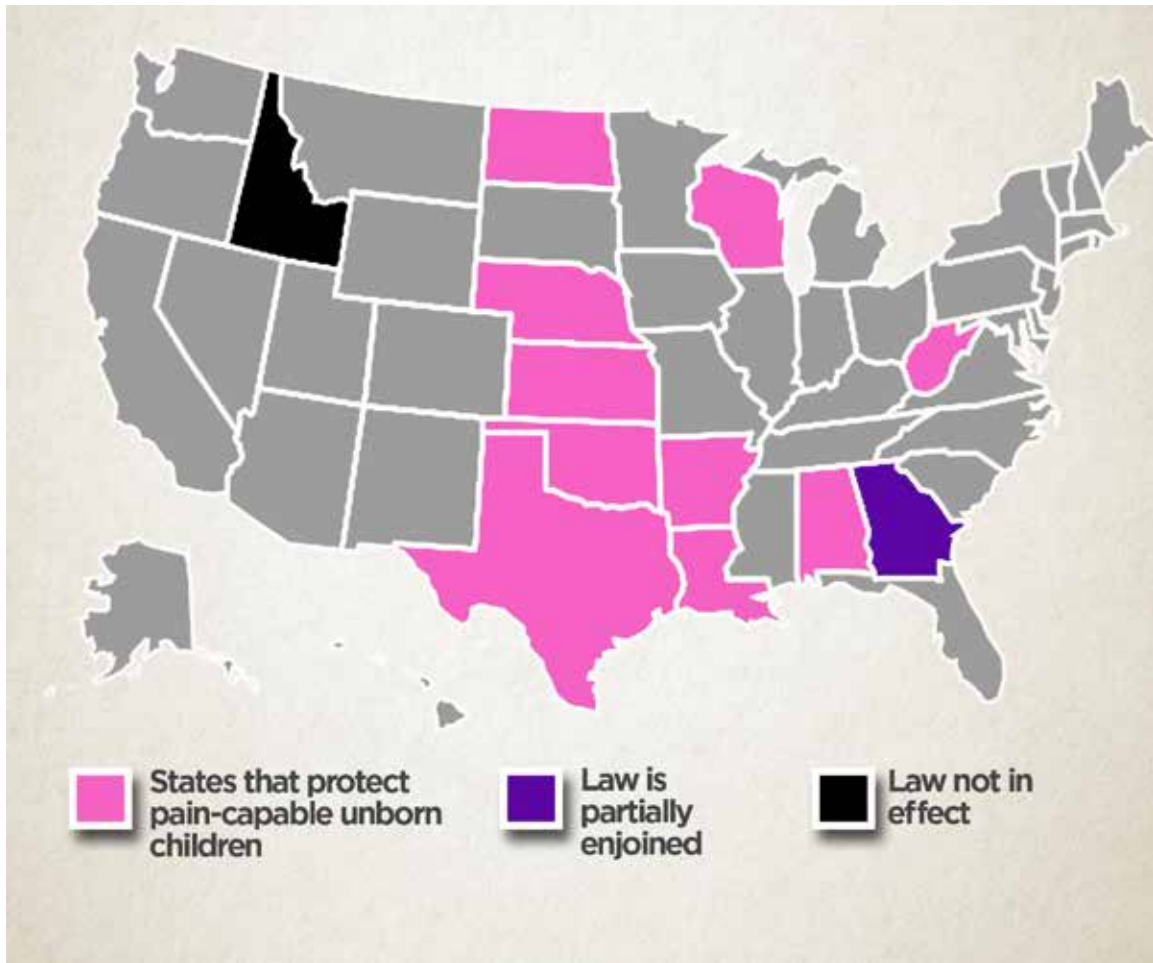 States that protect
pain-capable unborn
children
Law is
partially
enjoined
Law not in
effect